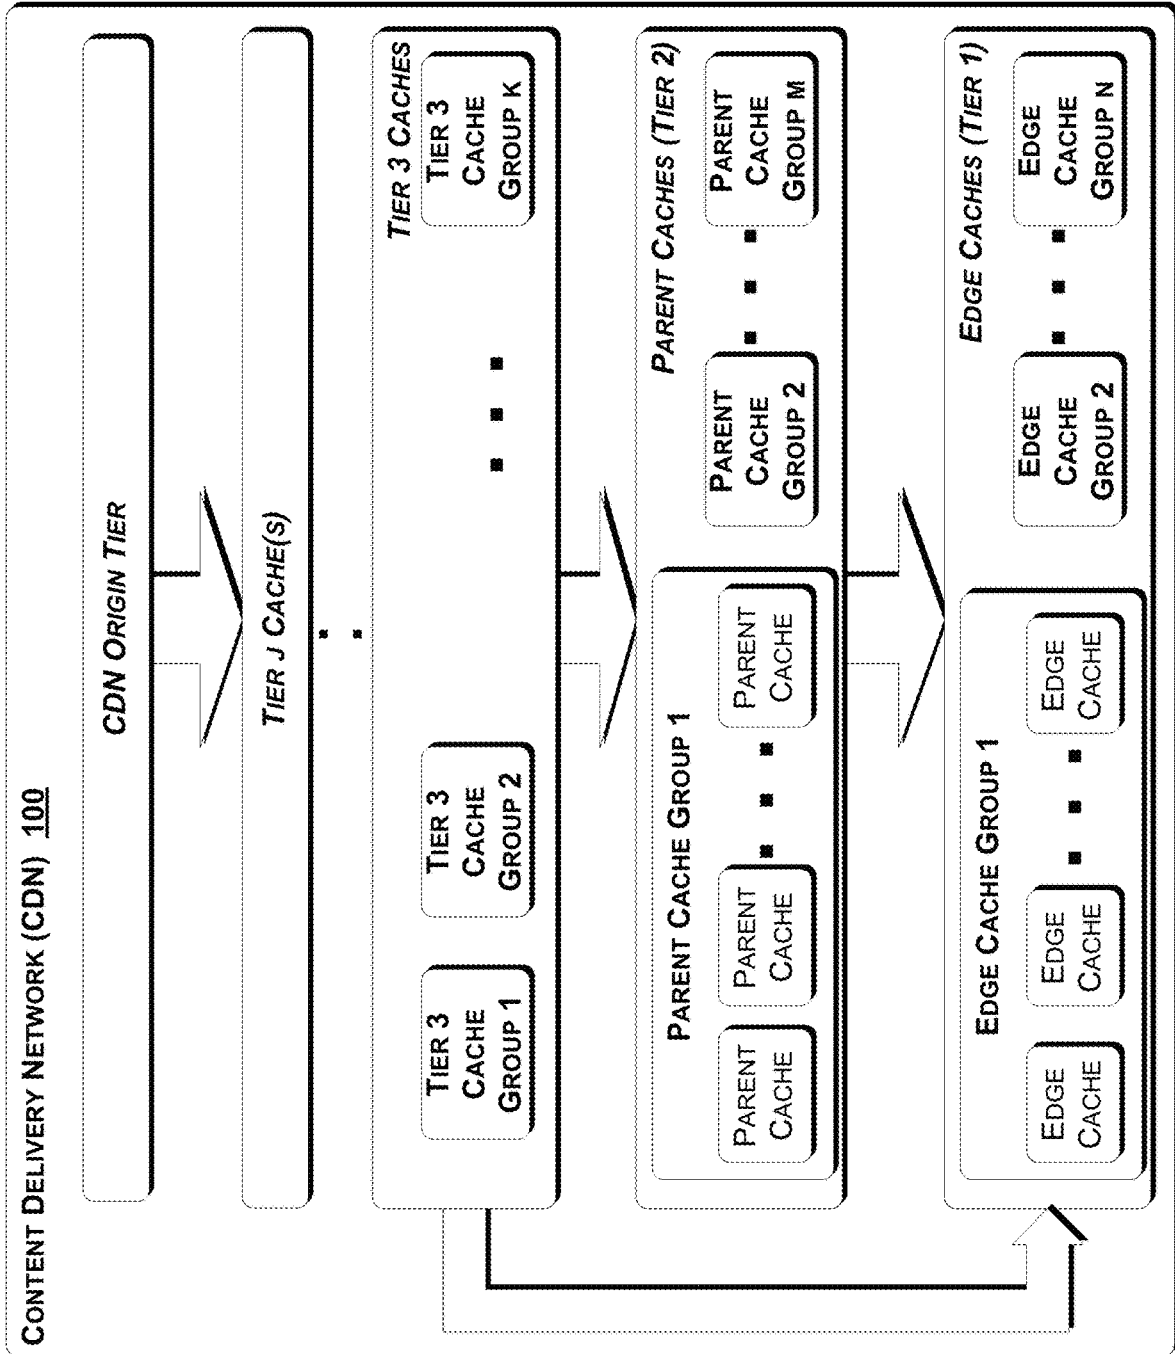 CONTENT DELIVERY NETWORK (CDN) 100
CDN ORIGIN TIER
TIER J CACHE(S)
TIER 3 CACHES
TIER 3
CACHE
GROUP 1
TIER 3
CACHE
GROUP 2
TIER 3
CACHE
GROUP K
PARENT CACHES (TIER 2)
PARENT CACHE GROUP 1
PARENT
CACHE
PARENT
CACHE
PARENT
CACHE
PARENT
CACHE
GROUP 2
PARENT
CACHE
GROUP M
EDGE CACHES (TIER 1)
EDGE CACHE GROUP 1
EDGE
CACHE
EDGE
CACHE
EDGE
CACHE
EDGE
CACHE
GROUP 2
EDGE
CACHE
GROUP N